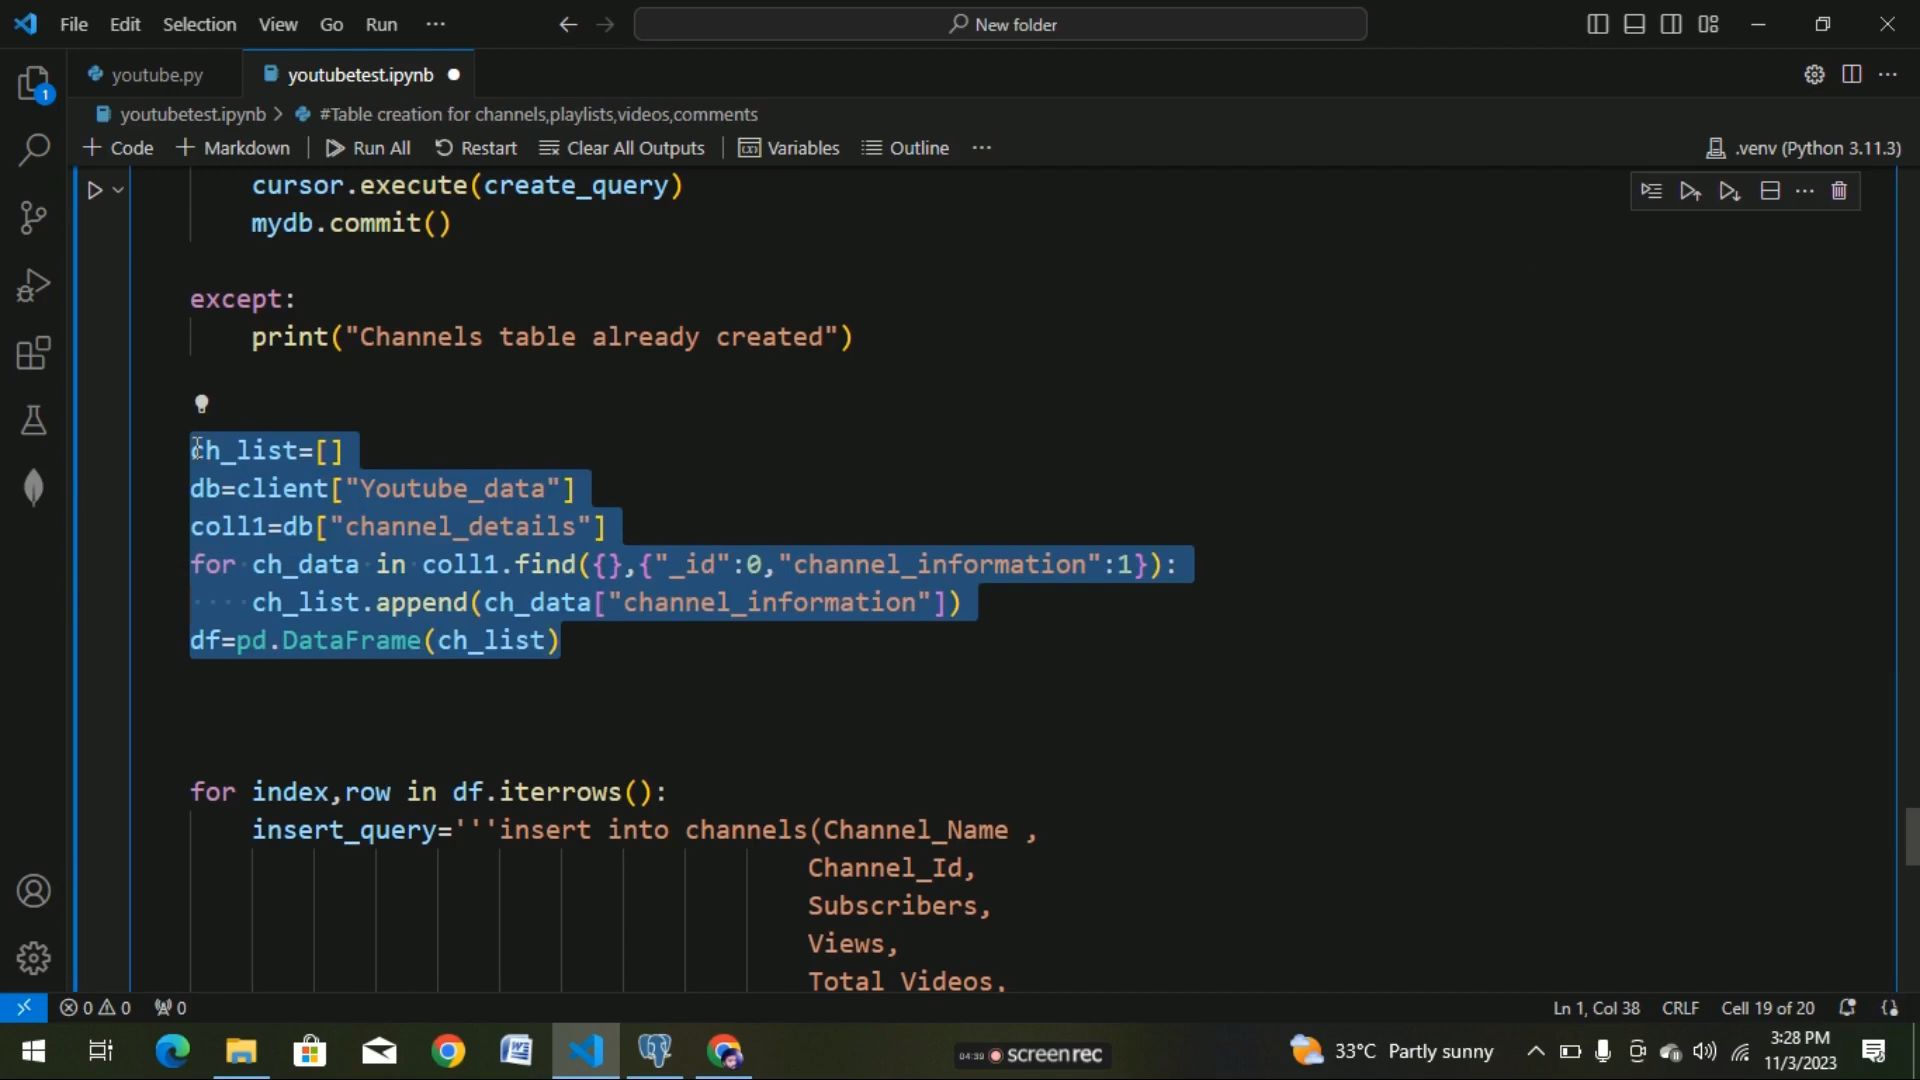 File Edit Selection View Go Run ··· New folder
youtube.py youtubetest.ipynb
youtubetest.ipynb > #Table creation for channels,playlists,videos,comments
+ Code + Markdown Run All Restart Clear All Outputs Variables Outline ··· .venv (Python 3.11.3)
cursor.execute(create_query)
mydb.commit()
except:
print("Channels table already created")
ch_list=[]
db=client["Youtube_data"]
coll1=db["channel_details"]
for ch_data in coll1.find({},{"_id":0,"channel_information":1}):
ch_list.append(ch_data["channel_information"])
df=pd.DataFrame(ch_list)
for index,row in df.iterrows():
insert_query='''insert into channels(Channel_Name ,
Channel_Id,
Subscribers,
Views,
Total_Videos,
0 0 0 Ln 1, Col 38 CRLF Cell 19 of 20
04:39 screenrec 33°C Partly sunny 3:28 PM
11/3/2023
1